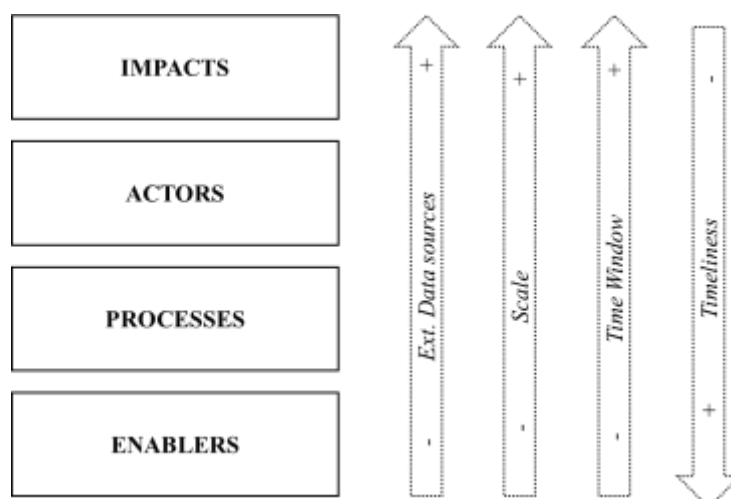 IMPACTS
ACTORS
PROCESSES
ENABLERS
+
Ext. Data sources
-
+
Scale
-
+
Time Window
-
-
Timeliness
+